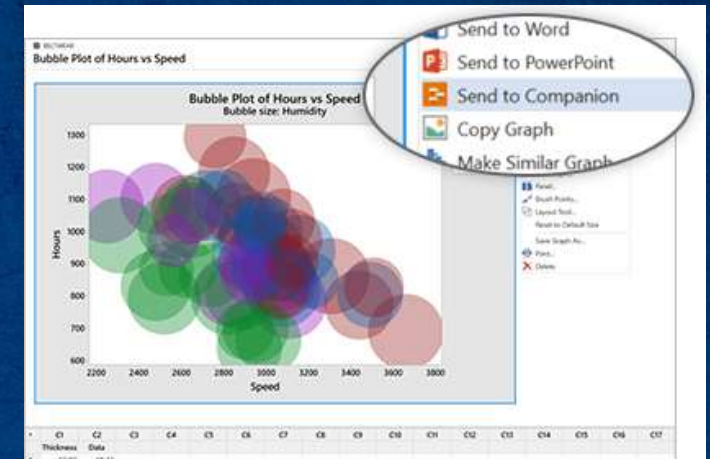 Bubble Plot of Hours vs Speed
Bubble Plot of Hours vs Speed
Bubble size: Humidity
1300
1200
1100
1000
900
800
700
600
Hours
2200 2400 2600 2800 3000 3200 3400 3600 3800
Speed
Send to Word
Send to PowerPoint
Send to Companion
Copy Graph
Make Similar Graph
Panel...
Brush Points...
Layout Tool...
Reset to Default Size
Save Graph As...
Print...
Delete
C1 C2 C3 C4 C5 C6 C7 C8 C9 C10 C11 C12 C13 C14 C15 C16 C17
Thickness Data